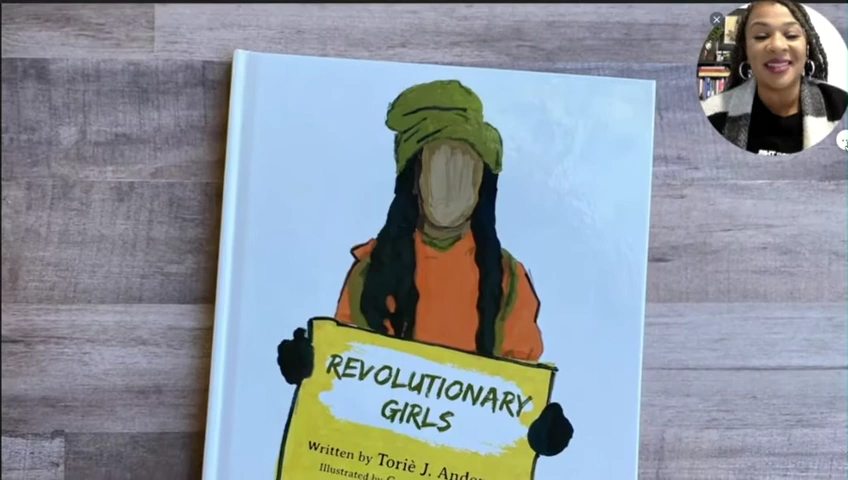 REVOLUTIONARY
GIRLS
Written by Toriè J.
Illustrated by